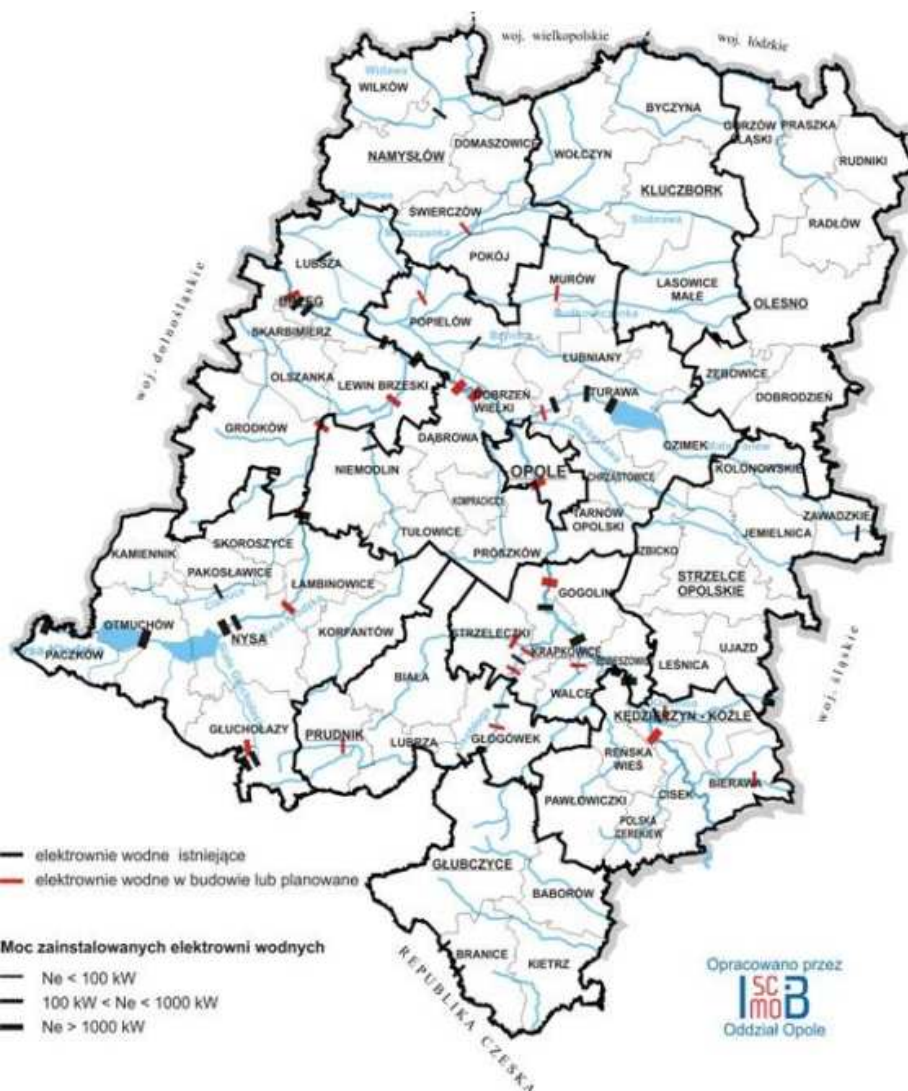 woj. wielkopolskie
woj. łódzkie
Widawa
WILKÓW
BYCZYNA
GORZÓW
ŚLĄSKI
PRASZKA
DOMASZOWICE
NAMYSŁÓW
WOŁCZYN
RUDNIKI
KLUCZBORK
RADŁÓW
ŚWIERCZÓW
Stobrawa
POKÓJ
LUBSZA
MURÓW
LASOWICE
MAŁE
OLESNO
BRZEG
POPIELÓW
SKARBIMIERZ
woj. dolnośląskie
ŁUBNIANY
ZĘBOWICE
OLSZANKA
LEWIN BRZESKI
TURAWA
DOBRZEŃ
WIELKI
DOBRODZIEŃ
GRODKÓW
DĄBROWA
OZIMEK
NIEMODLIN
OPOLE
CHRZĄSTOWICE
KOLONOWSKIE
KOMPRACHCICE
ZAWADZKIE
TARNÓW
OPOLSKI
JEMIELNICA
TUŁOWICE
SKOROSZYCE
PRÓSZKÓW
IZBICKO
KAMIENNIK
PAKOSŁAWICE
STRZELCE
OPOLSKIE
ŁAMBINOWICE
GOGOLIN
OTMUCHÓW
NYSA
KORFANTÓW
STRZELECZKI
KRAPKOWICE
UJAZD
PACZKÓW
ZDZIESZOWICE
LEŚNICA
BIAŁA
WALCE
woj. śląskie
KĘDZIERZYN - KOŹLE
GŁUCHOŁAZY
PRUDNIK
LUBRZA
GŁOGÓWEK
REŃSKA
WIEŚ
BIERAWA
PAWŁOWICZKI
CISEK
POLSKA
CEREKIEW
elektrownie wodne istniejące
elektrownie wodne w budowie lub planowane
GŁUBCZYCE
BABORÓW
Moc zainstalowanych elektrowni wodnych
BRANICE
KIETRZ
Ne < 100 kW
100 kW < Ne < 1000 kW
Ne > 1000 kW
REPUBLIKA CZESKA
Opracowano przez
ISCMOB
Oddział Opole